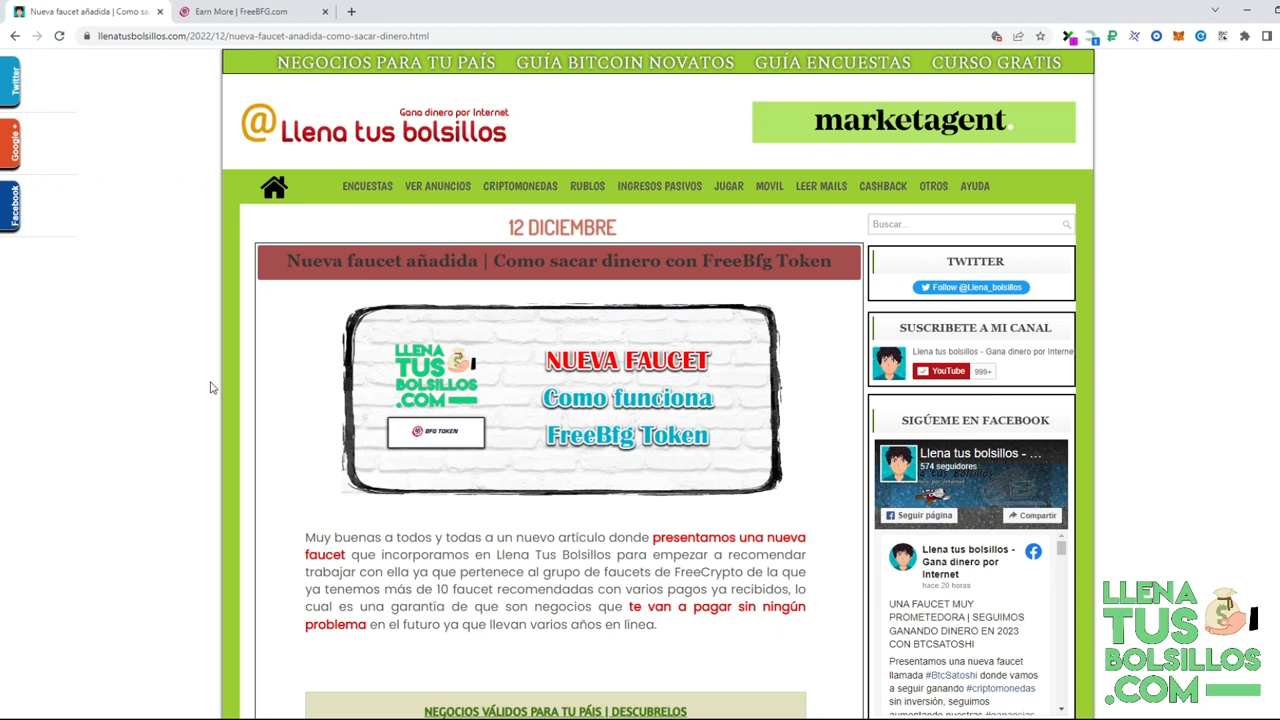 Nueva faucet añadida | Como sa
Earn More | FreeBFG.com
llenatusbolsillos.com/2022/12/nueva-faucet-anadida-como-sacar-dinero.html
Twitter
Google +
Facebook
NEGOCIOS PARA TU PAÍS GUÍA BITCOIN NOVATOS GUÍA ENCUESTAS CURSO GRATIS
@ Gana dinero por Internet
Llena tus bolsillos
marketagent.
ENCUESTAS VER ANUNCIOS CRIPTOMONEDAS RUBLOS INGRESOS PASIVOS JUGAR MOVIL LEER MAILS CASHBACK OTROS AYUDA
12 DICIEMBRE
Nueva faucet añadida | Como sacar dinero con FreeBfg Token
LLENA
TUS
BOLSILLOS
.COM
BFG TOKEN
NUEVA FAUCET
Como funciona
FreeBfg Token
Muy buenas a todos y todas a un nuevo artículo donde presentamos una nueva
faucet que incorporamos en Llena Tus Bolsillos para empezar a recomendar
trabajar con ella ya que pertenece al grupo de faucets de FreeCrypto de la que
ya tenemos más de 10 faucet recomendadas con varios pagos ya recibidos, lo
cual es una garantía de que son negocios que te van a pagar sin ningún
problema en el futuro ya que llevan varios años en línea.
NEGOCIOS VÁLIDOS PARA TU PÁIS | DESCUBRELOS
Buscar...
TWITTER
Follow @Llena_bolsillos
SUSCRIBETE A MI CANAL
Llena tus bolsillos - Gana dinero por Interne
YouTube 999+
SIGÚEME EN FACEBOOK
Llena tus bolsillos - ...
574 seguidores
Seguir página
Compartir
Llena tus bolsillos -
Gana dinero por
Internet
hace 20 horas
UNA FAUCET MUY
PROMETEDORA | SEGUIMOS
GANANDO DINERO EN 2023
CON BTCSATOSHI
Presentamos una nueva faucet
llamada #BtcSatoshi donde vamos
a seguir ganando #criptomonedas
sin inversión, seguimos
aumentando nuestras #ganancias
LLENA
TUS
BOLSILLOS
.COM